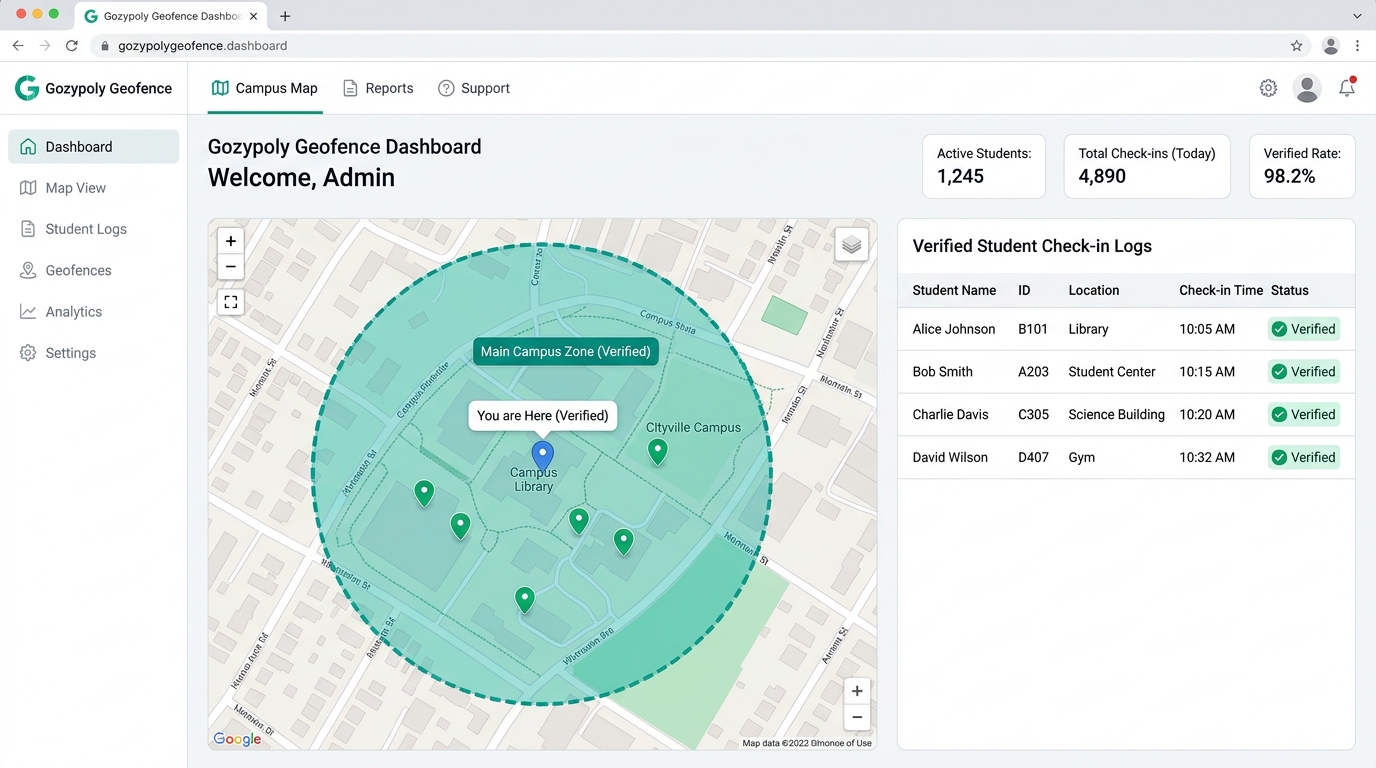 Gozypoly Geofence Dashbo
gozypolygeofence.dashboard
Gozypoly Geofence
Campus Map
Reports
Support
Dashboard
Map View
Student Logs
Geofences
Analytics
Settings
Gozypoly Geofence Dashboard
Welcome, Admin
Active Students:
1,245
Total Check-ins (Today)
4,890
Verified Rate:
98.2%
+
−
Main Campus Zone (Verified)
You are Here (Verified)
CItyville Campus
Campus
Library
+
−
Google
Map data ©2022
of Use
Verified Student Check-in Logs
Student Name ID Location Check-in Time Status
Alice Johnson B101 Library 10:05 AM Verified
Bob Smith A203 Student Center 10:15 AM Verified
Charlie Davis C305 Science Building 10:20 AM Verified
David Wilson D407 Gym 10:32 AM Verified